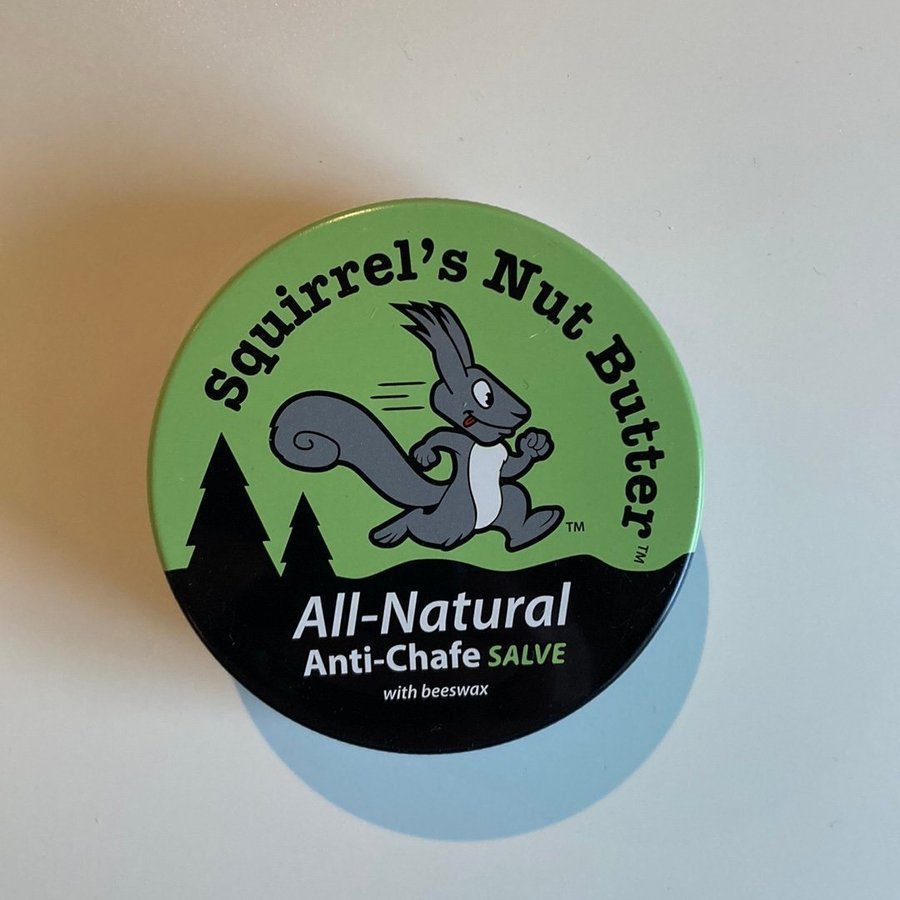 Squirrel's Nut Butter™
TM
All-Natural
Anti-Chafe SALVE
with beeswax